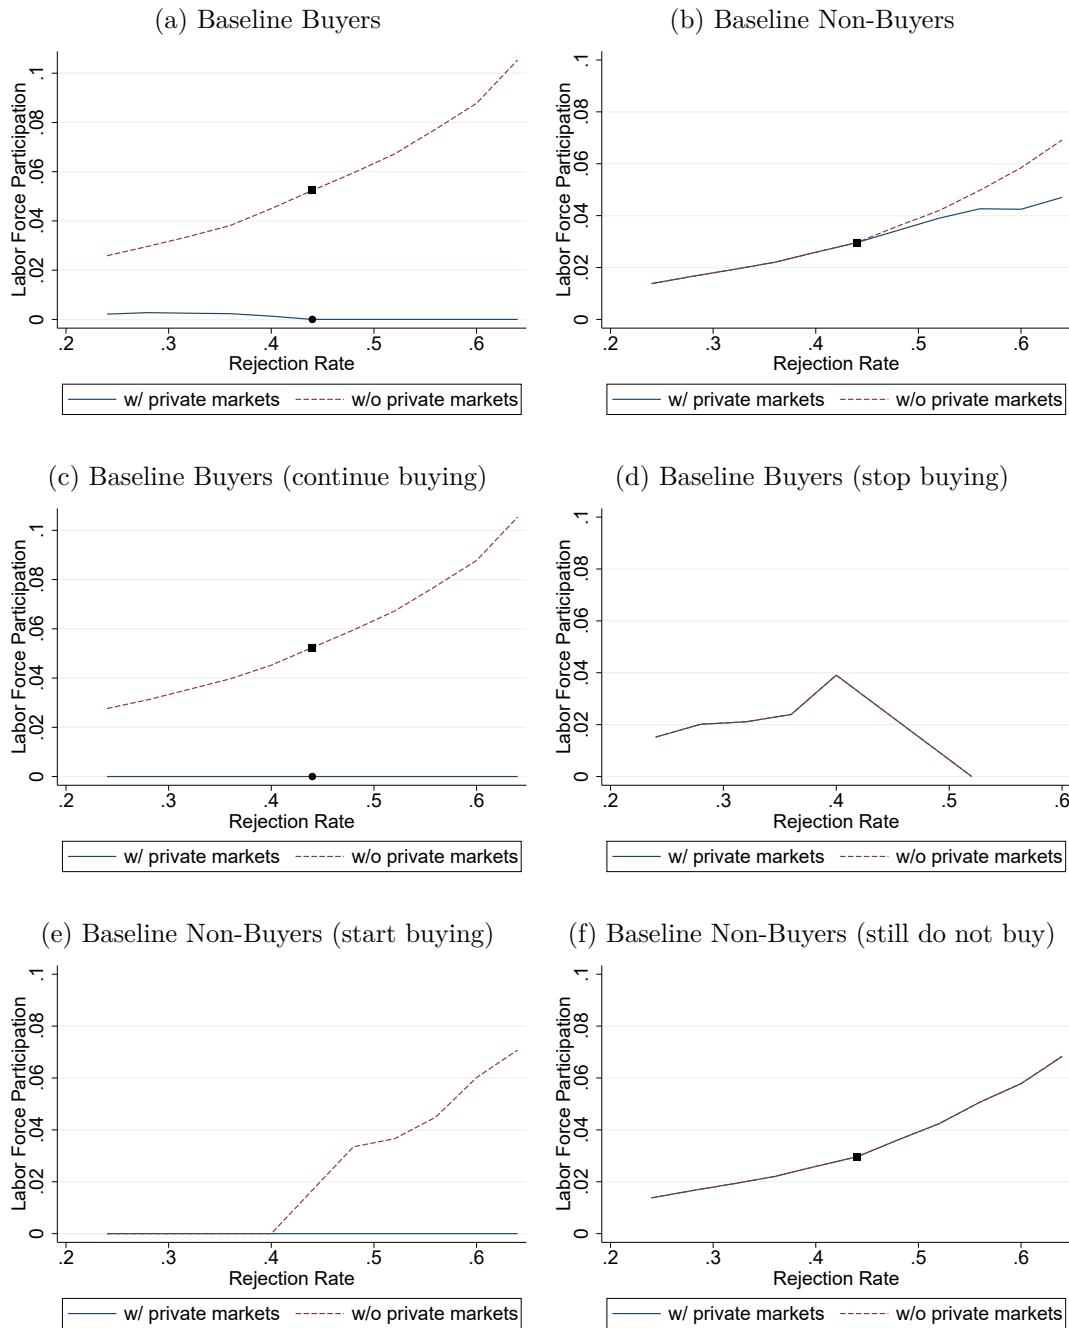 (a) Baseline Buyers
Labor Force Participation
.1
.08
.06
.04
.02
0
.2 .3 .4 .5 .6
Rejection Rate
w/ private markets w/o private markets
(b) Baseline Non-Buyers
Labor Force Participation
.1
.08
.06
.04
.02
0
.2 .3 .4 .5 .6
Rejection Rate
w/ private markets w/o private markets
(c) Baseline Buyers (continue buying)
Labor Force Participation
.1
.08
.06
.04
.02
0
.2 .3 .4 .5 .6
Rejection Rate
w/ private markets w/o private markets
(d) Baseline Buyers (stop buying)
Labor Force Participation
.1
.08
.06
.04
.02
0
.2 .3 .4 .5 .6
Rejection Rate
w/ private markets w/o private markets
(e) Baseline Non-Buyers (start buying)
Labor Force Participation
.1
.08
.06
.04
.02
0
.2 .3 .4 .5 .6
Rejection Rate
w/ private markets w/o private markets
(f) Baseline Non-Buyers (still do not buy)
Labor Force Participation
.1
.08
.06
.04
.02
0
.2 .3 .4 .5 .6
Rejection Rate
w/ private markets w/o private markets